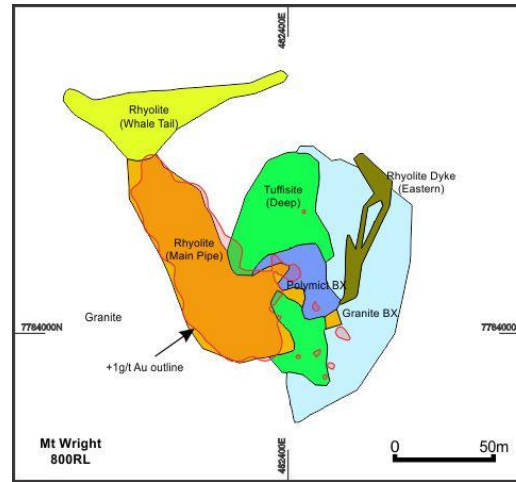 482400E
Rhyolite
(Whale Tail)
Rhyolite Dyke
(Eastern)
Tuffisite
(Deep)
Rhyolite
(Main Pipe)
Polymict BX
Granite
Granite BX
7784000N
7784000N
+1g/t Au outline
Mt Wright
800RL
482400E
0 50m